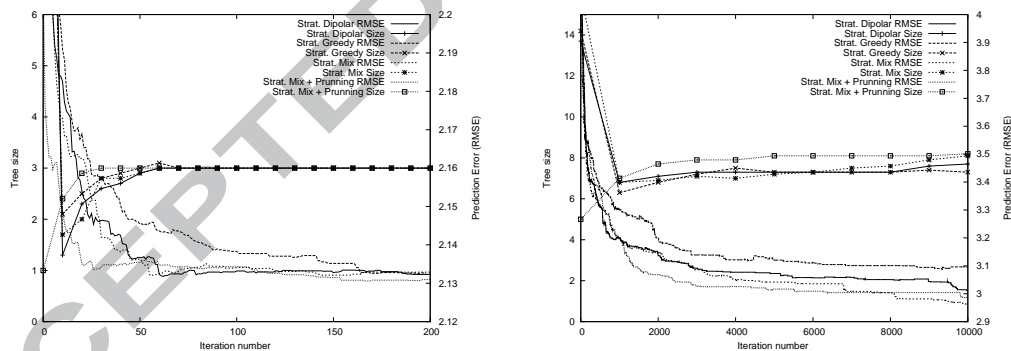 6
5
4
3
2
1
0
Tree size
0
50
100
150
200
Iteration number
2.2
2.19
2.18
2.17
2.16
2.15
2.14
2.13
2.12
Prediction Error (RMSE)
Strat. Dipolar RMSE
Strat. Dipolar Size
Strat. Greedy RMSE
Strat. Greedy Size
Strat. Mix RMSE
Strat. Mix Size
Strat. Mix + Prunning RMSE
Strat. Mix + Prunning Size
CEPTED
14
12
10
8
6
4
2
0
Tree size
0
2000
4000
6000
8000
10000
Iteration number
4
3.9
3.8
3.7
3.6
3.5
3.4
3.3
3.2
3.1
3
2.9
Prediction Error (RMSE)
Strat. Dipolar RMSE
Strat. Dipolar Size
Strat. Greedy RMSE
Strat. Greedy Size
Strat. Mix RMSE
Strat. Mix Size
Strat. Mix + Prunning RMSE
Strat. Mix + Prunning Size